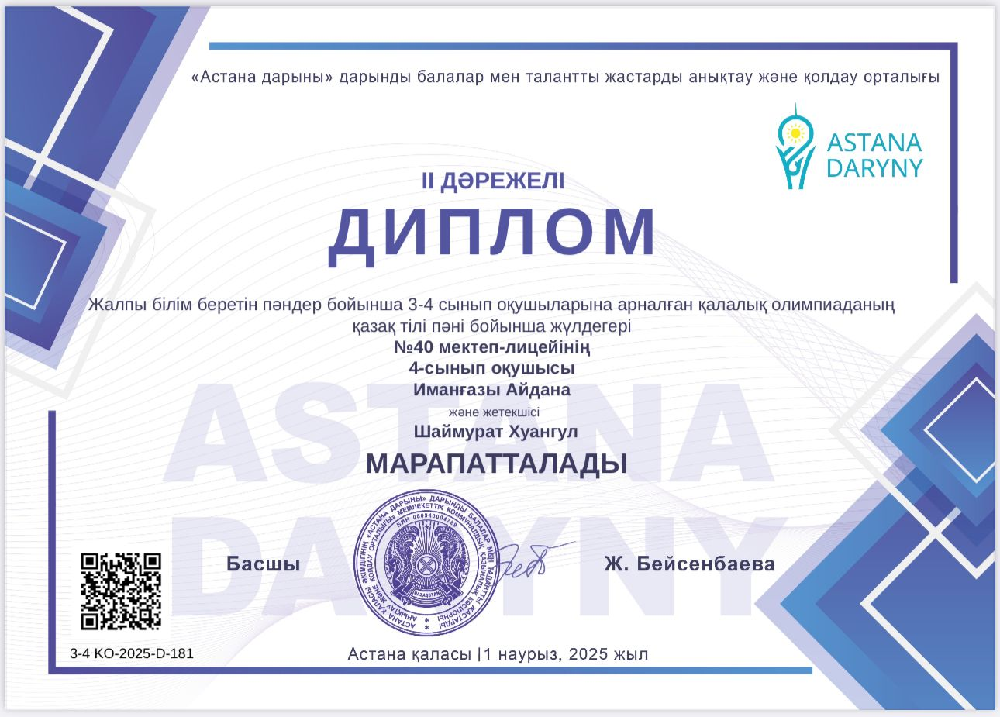 «Астана дарыны» дарынды балалар мен талантты жастарды анықтау және қолдау орталығы
ASTANA
DARYNY
ІІ ДӘРЕЖЕЛІ
ДИПЛОМ
Жалпы білім беретін пәндер бойынша 3-4 сынып оқушыларына арналған қалалық олимпиаданың
қазақ тілі пәні бойынша жүлдегері
№40 мектеп-лицейінің
4-сынып оқушысы
Иманғазы Айдана
және жетекшісі
Шаймурат Хуангул
МАРАПАТТАЛАДЫ
ASTANA
DARYNY
АСТАНА ҚАЛАСЫ ӘКІМДІГІНІҢ «АСТАНА ДАРЫНЫ» ДАРЫНДЫ БАЛАЛАР МЕН ТАЛАНТТЫ ЖАСТАРДЫ
АНЫҚТАУ ЖӘНЕ ҚОЛДАУ ОРТАЛЫҒЫ» МЕМЛЕКЕТТІК КОММУНАЛДЫҚ ҚАЗЫНАЛЫҚ КӘСІПОРНЫ
БИН 060940004729
QAZAQSTAN
Басшы
Ж. Бейсенбаева
3-4 KO-2025-D-181
Астана қаласы |1 наурыз, 2025 жыл